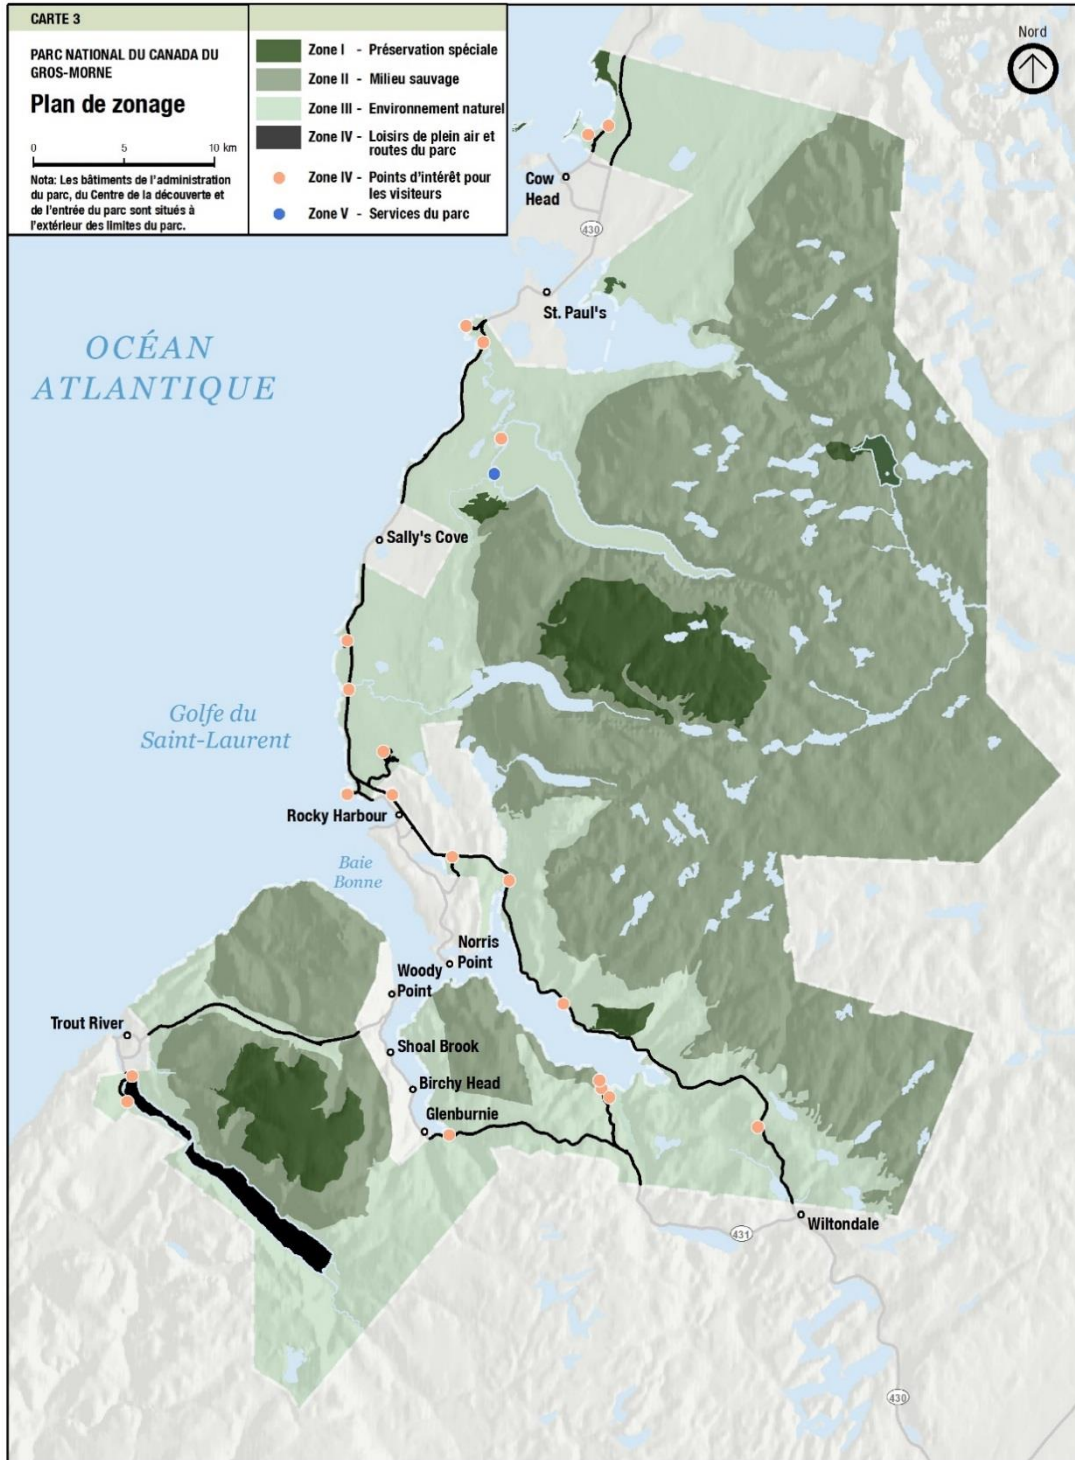 CARTE 3
PARC NATIONAL DU CANADA DU
GROS-MORNE
Plan de zonage
0 5 10 km
Nota: Les bâtiments de l'administration
du parc, du Centre de la découverte et
de l'entrée du parc sont situés à
l'extérieur des limites du parc.
Zone I - Préservation spéciale
Zone II - Milieu sauvage
Zone III - Environnement naturel
Zone IV - Loisirs de plein air et
routes du parc
Zone IV - Points d'intérêt pour
les visiteurs
Zone V - Services du parc
Nord
Cow
Head
430
St. Paul's
OCÉAN
ATLANTIQUE
Sally's Cove
Golfe du
Saint-Laurent
Rocky Harbour
Baie
Bonne
Norris
Point
Woody
Point
Trout River
Shoal Brook
Birchy Head
Glenburnie
Wiltondale
431
430